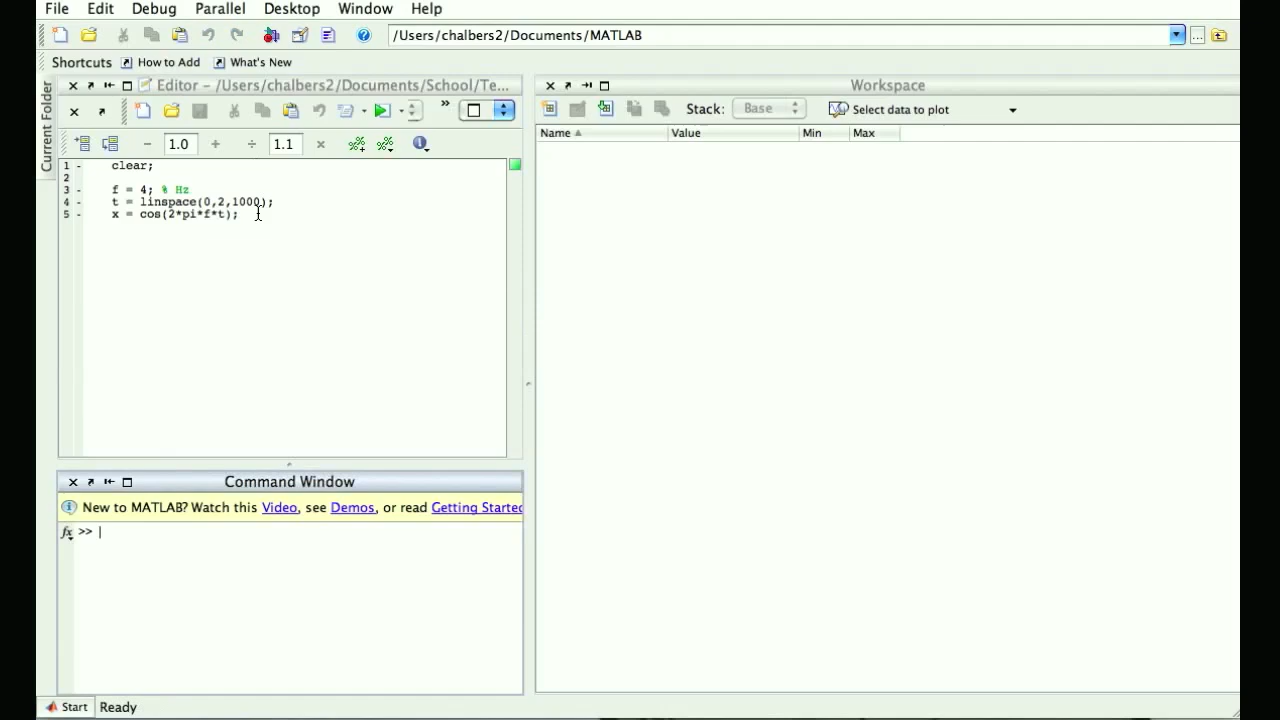 File Edit Debug Parallel Desktop Window Help
/Users/chalbers2/Documents/MATLAB ...
Shortcuts How to Add What's New
Current Folder
Editor – /Users/chalbers2/Documents/School/Te...
»
1.0 1.1
1 - clear;
2
3 - f = 4; % Hz
4 - t = linspace(0,2,1000);
5 - x = cos(2*pi*f*t);
Command Window
New to MATLAB? Watch this Video, see Demos, or read Getting Started
fx >>
Workspace
Stack: Base Select data to plot
Name Value Min Max
Start Ready